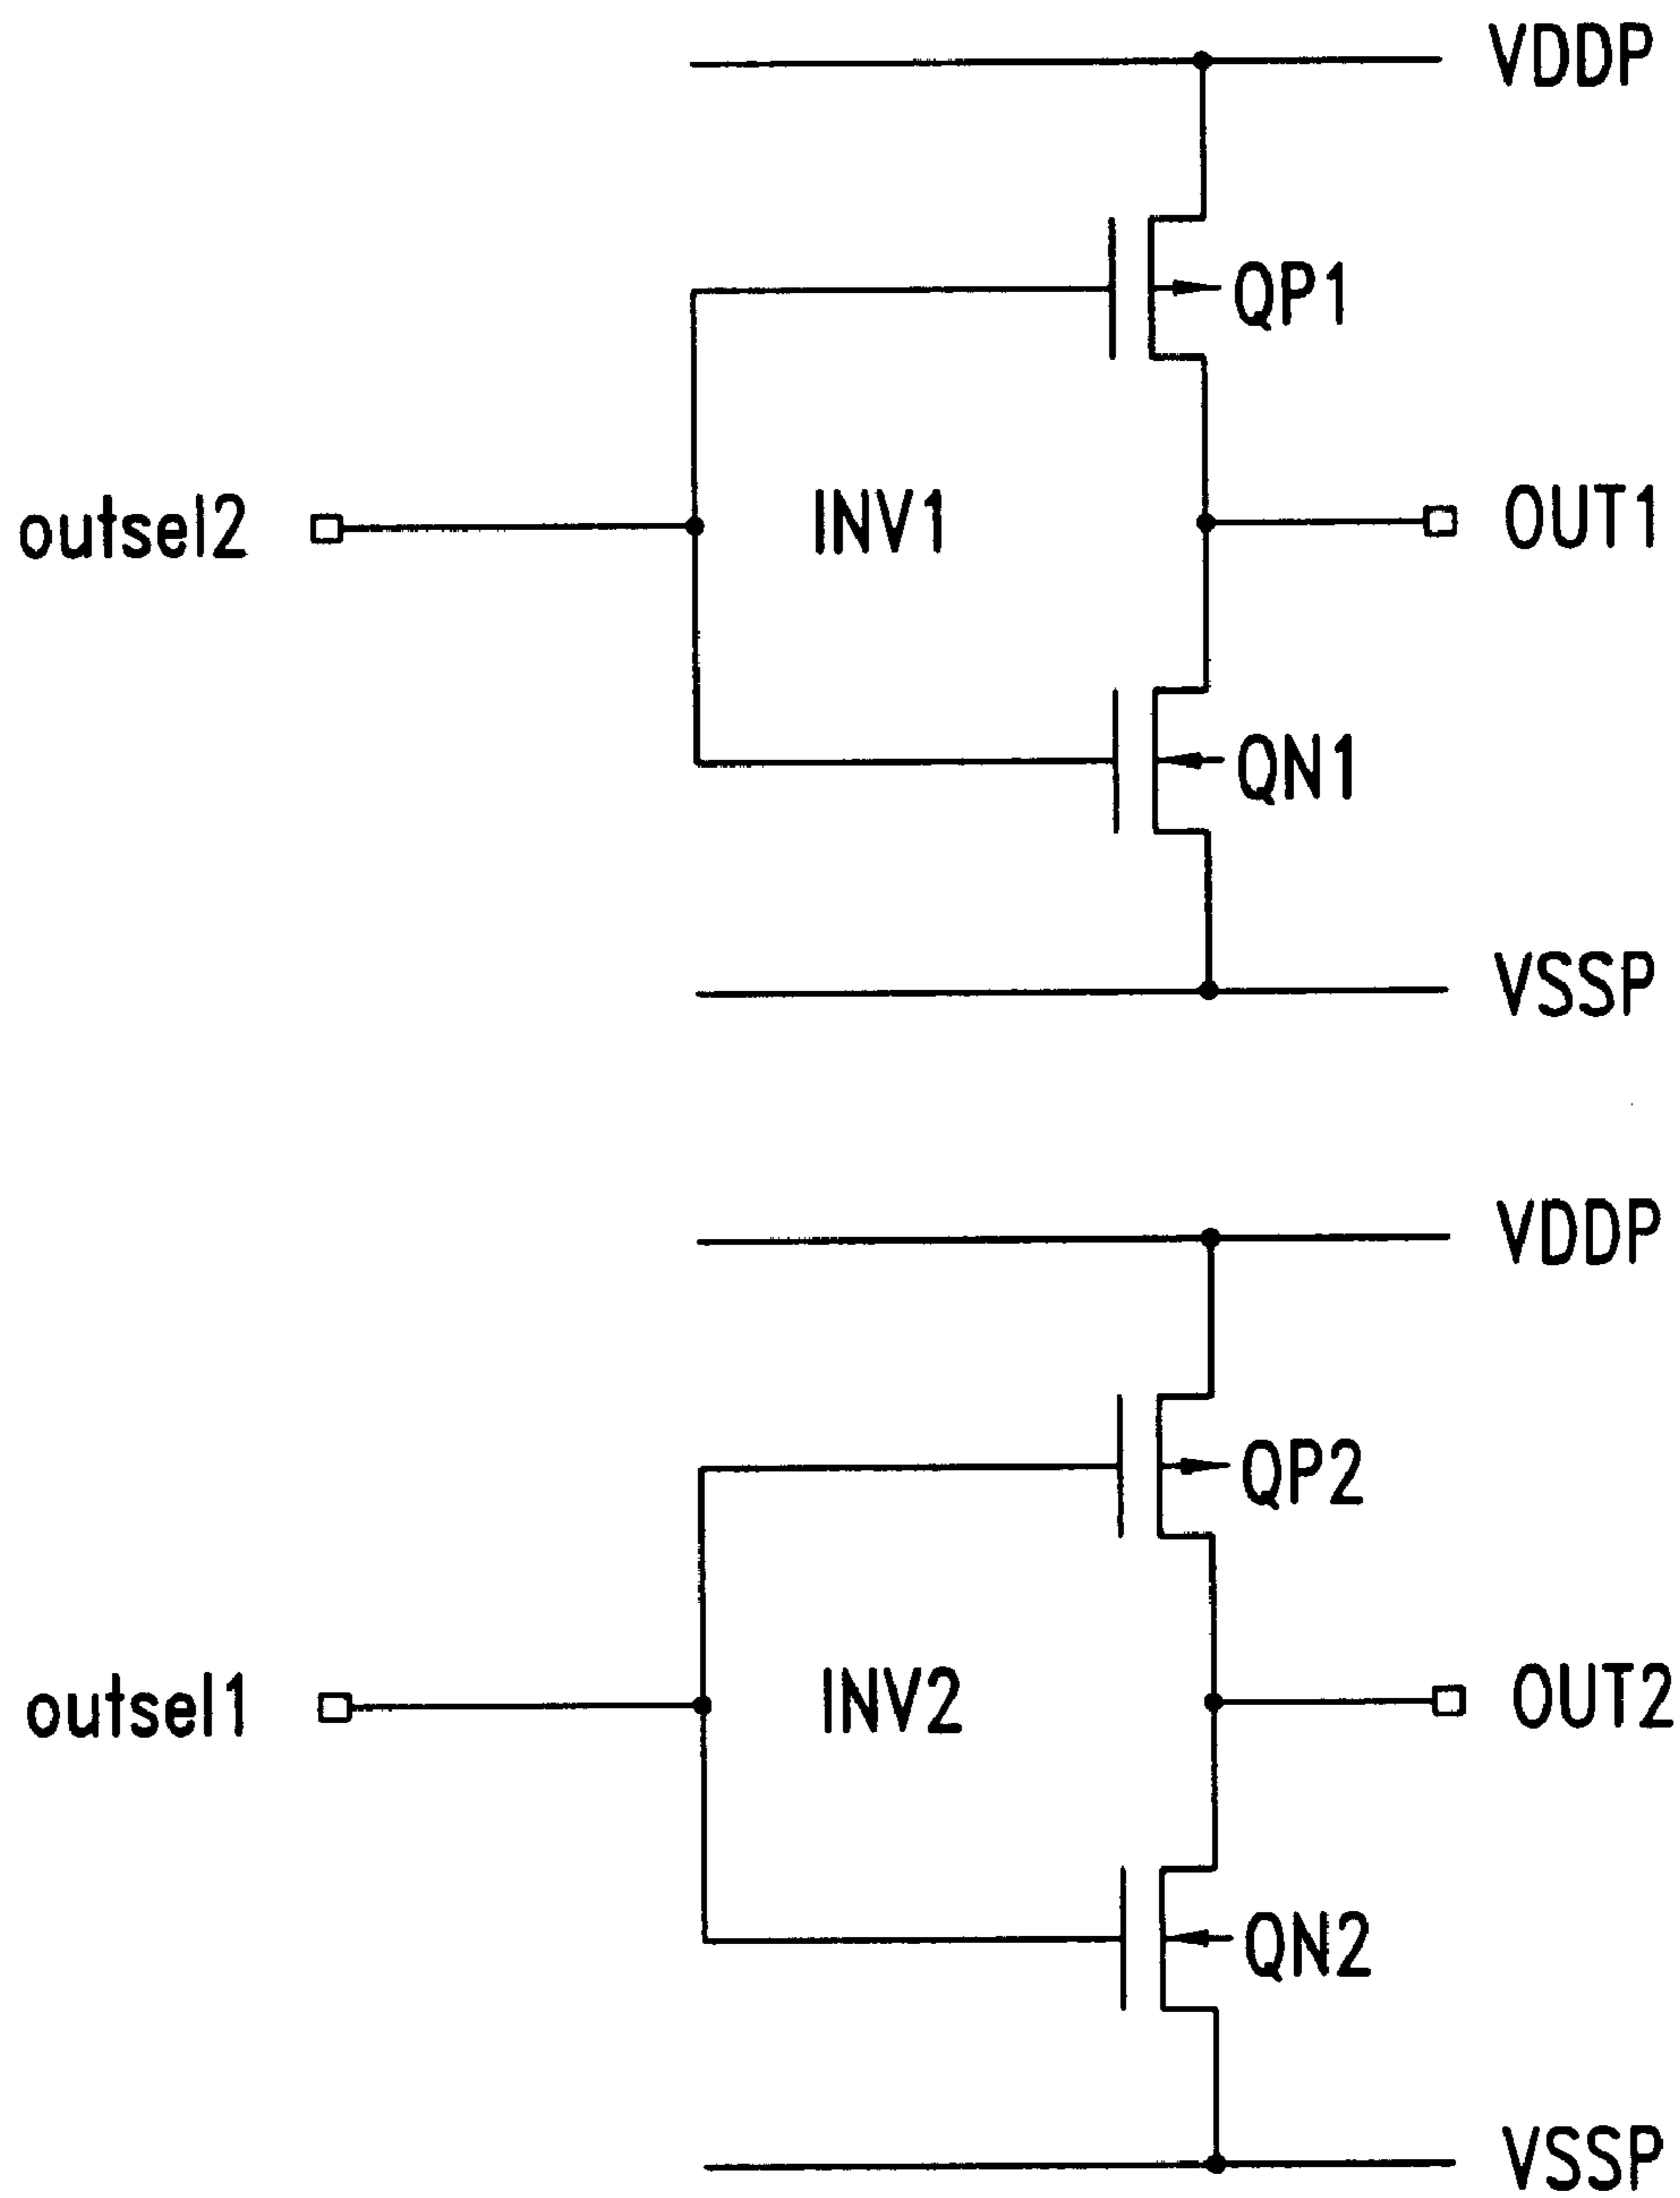 VDDP
QP1
outsel2
INV1
OUT1
QN1
VSSP
VDDP
QP2
outsel1
INV2
OUT2
QN2
VSSP